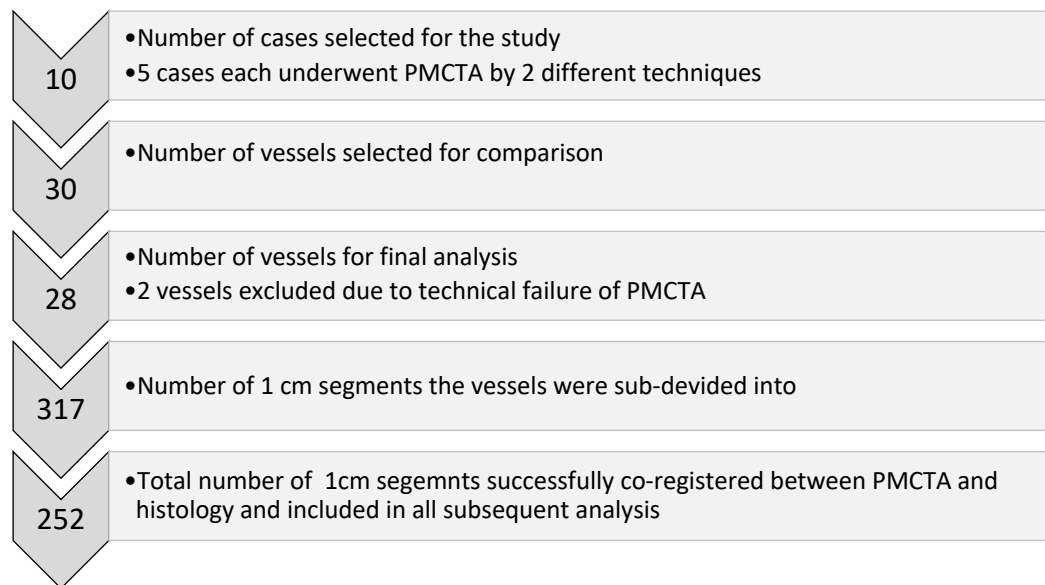 10
•Number of cases selected for the study
•5 cases each underwent PMCTA by 2 different techniques
30
•Number of vessels selected for comparison
28
•Number of vessels for final analysis
•2 vessels excluded due to technical failure of PMCTA
317
•Number of 1 cm segments the vessels were sub-devided into
252
•Total number of 1cm segemnts successfully co-registered between PMCTA and
histology and included in all subsequent analysis